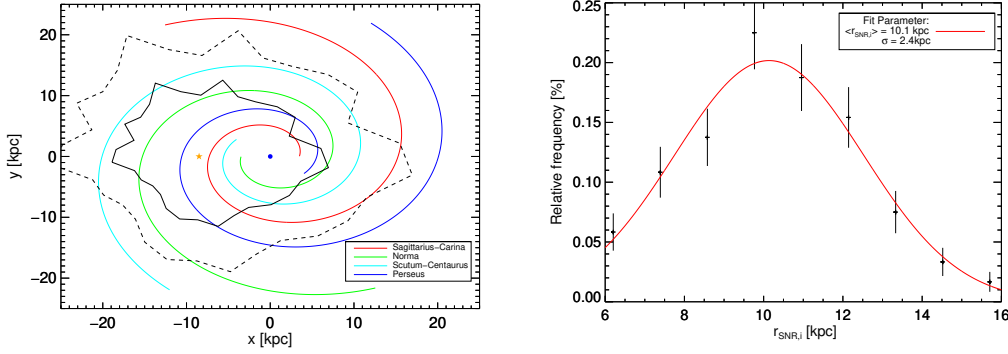 20
10
0
−10
−20
y [kpc]
−20 −10 0 10 20
x [kpc]
Sagittarius−Carina
Norma
Scutum−Centaurus
Perseus
0.25
0.20
0.15
0.10
0.05
0.00
Relative frequency [%]
6 8 10 12 14 16
r_SNR,i [kpc]
Fit Parameter:
<r_SNR,i> = 10.1 kpc
σ = 2.4kpc